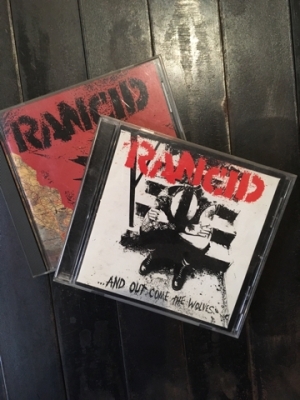 RANCID
RANCID
...AND OUT COME THE WOLVES